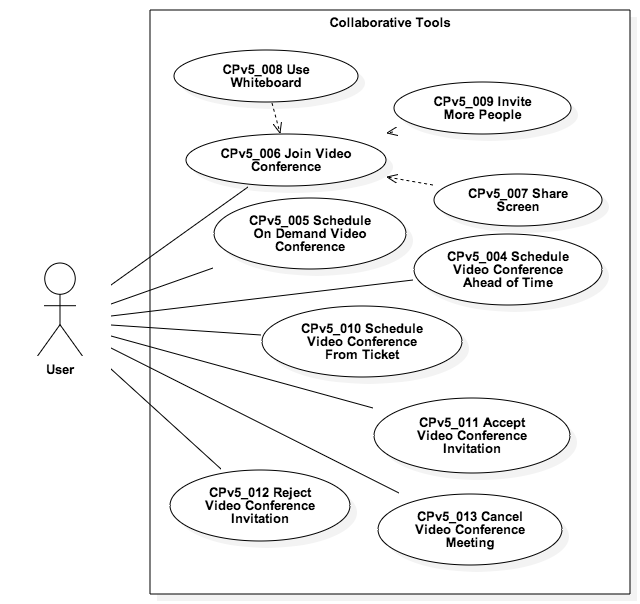 Collaborative Tools
CPv5_008 Use
Whiteboard
CPv5_009 Invite
More People
CPv5_006 Join Video
Conference
CPv5_007 Share
Screen
CPv5_005 Schedule
On Demand Video
Conference
CPv5_004 Schedule
Video Conference
Ahead of Time
CPv5_010 Schedule
Video Conference
From Ticket
User
CPv5_011 Accept
Video Conference
Invitation
CPv5_012 Reject
Video Conference
Invitation
CPv5_013 Cancel
Video Conference
Meeting